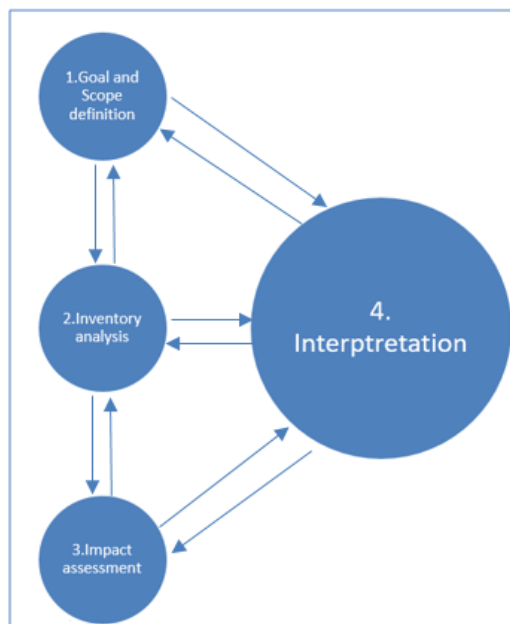 1.Goal and
Scope
definition
2.Inventory
analysis
3.Impact
assessment
4.
Interptretation